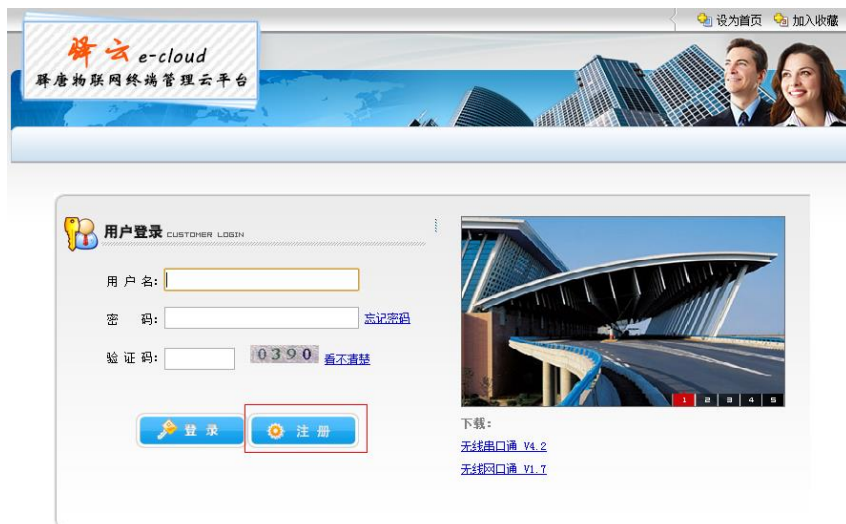 设为首页 加入收藏
驿云 e-cloud
驿唐物联网终端管理云平台
用户登录 CUSTOMER LOGIN
用 户 名:
密 码: 忘记密码
验 证 码: 0390 看不清楚
登 录 注 册
1 2 3 4 5
下载:
无线串口通 V4.2
无线网口通 V1.7